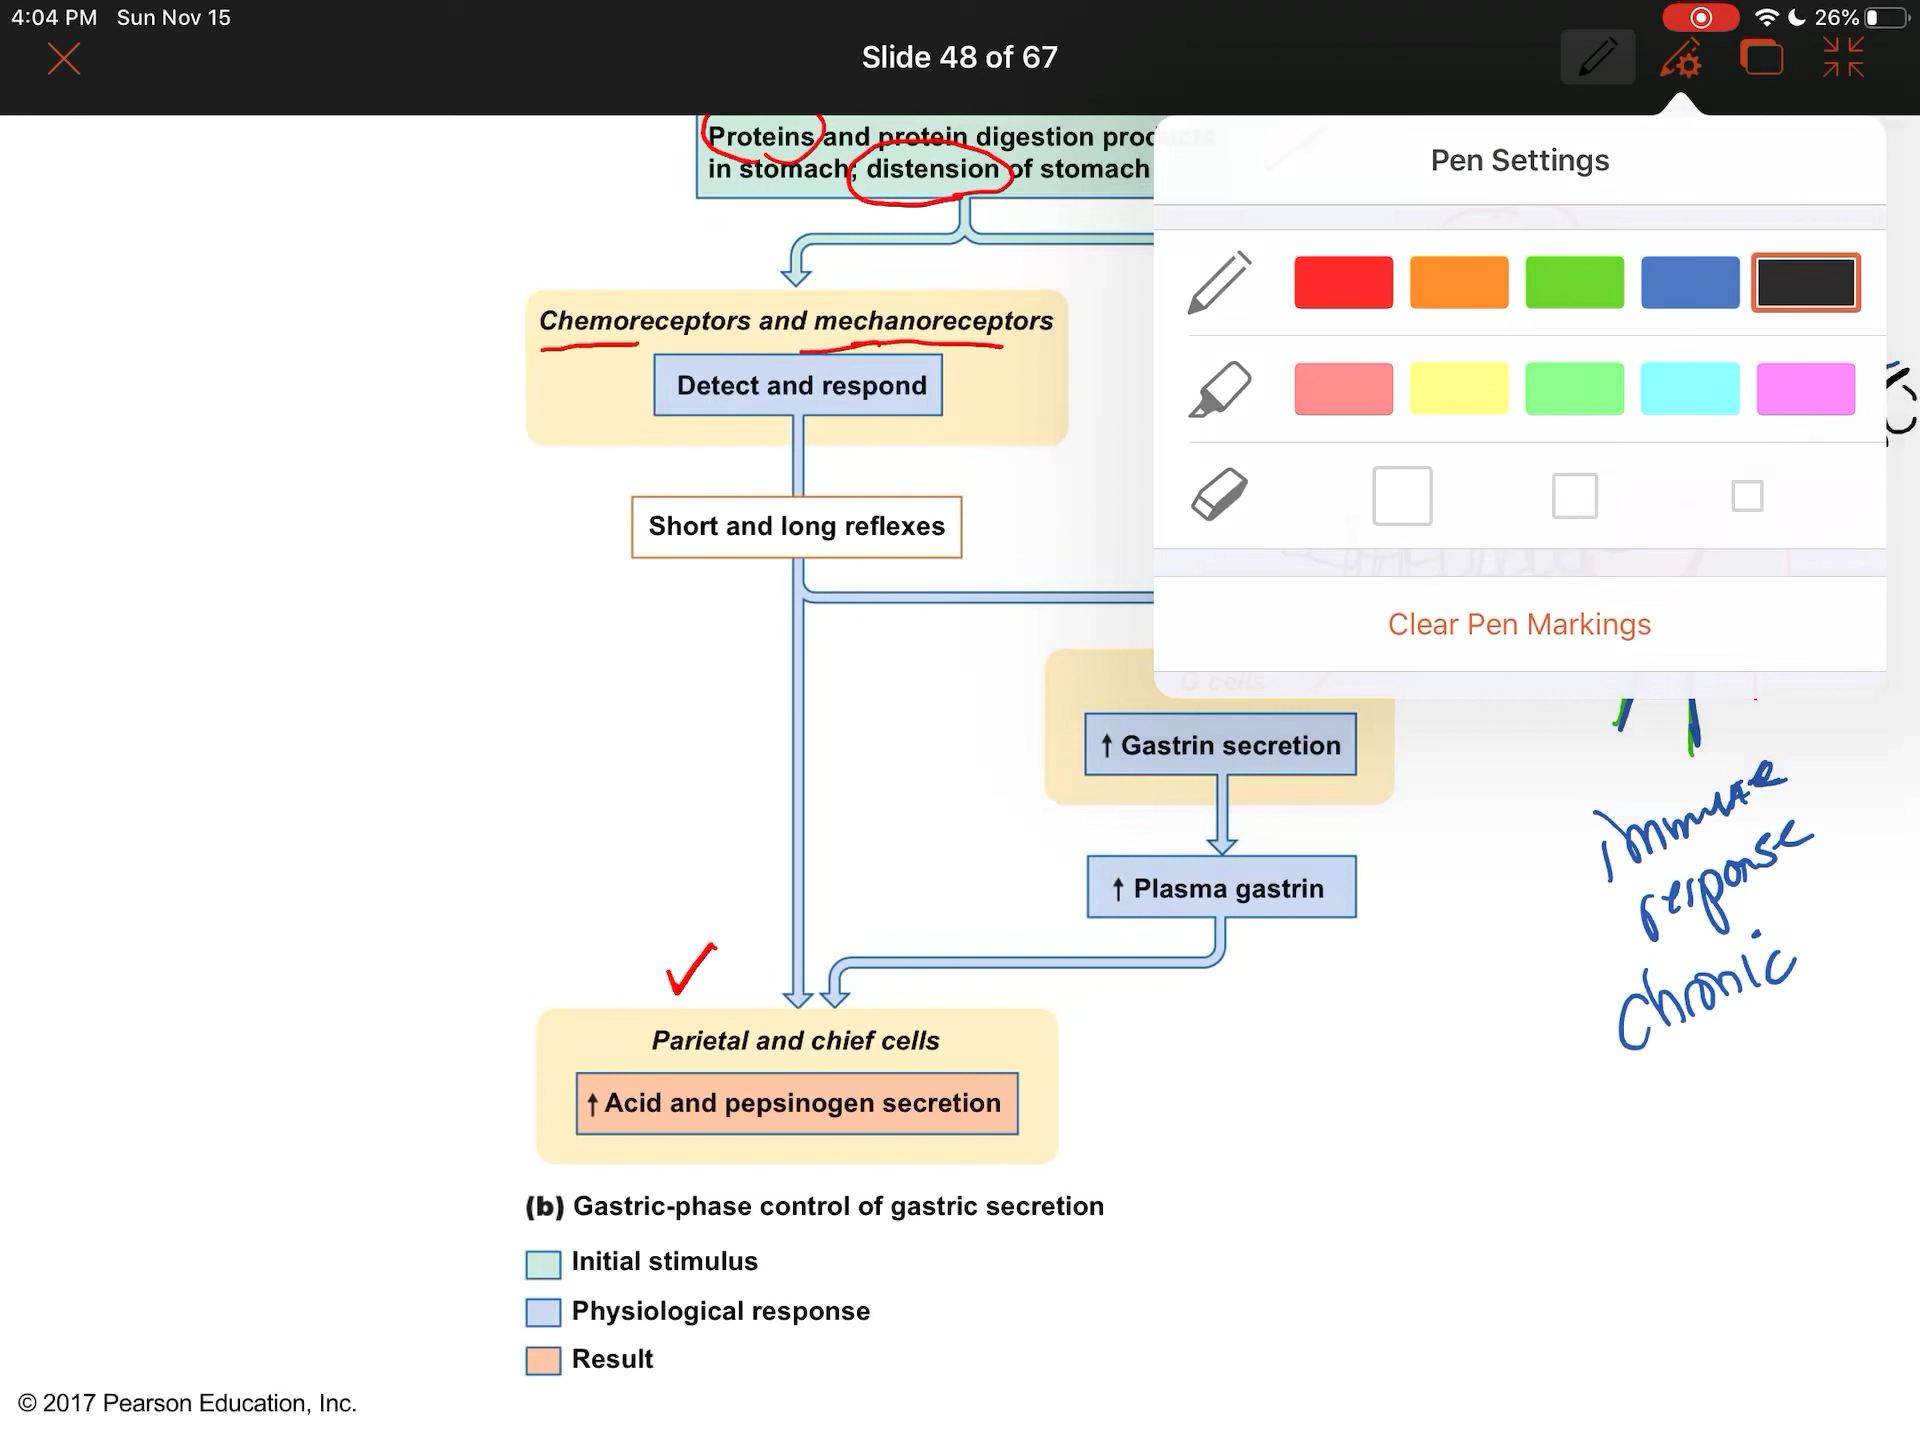 4:04 PM Sun Nov 15
26%
Slide 48 of 67
Proteins and protein digestion products
in stomach; distension of stomach
Pen Settings
Chemoreceptors and mechanoreceptors
Detect and respond
Short and long reflexes
Clear Pen Markings
G cells
↑ Gastrin secretion
immune
response
chronic
↑ Plasma gastrin
Parietal and chief cells
↑ Acid and pepsinogen secretion
(b) Gastric-phase control of gastric secretion
Initial stimulus
Physiological response
Result
© 2017 Pearson Education, Inc.